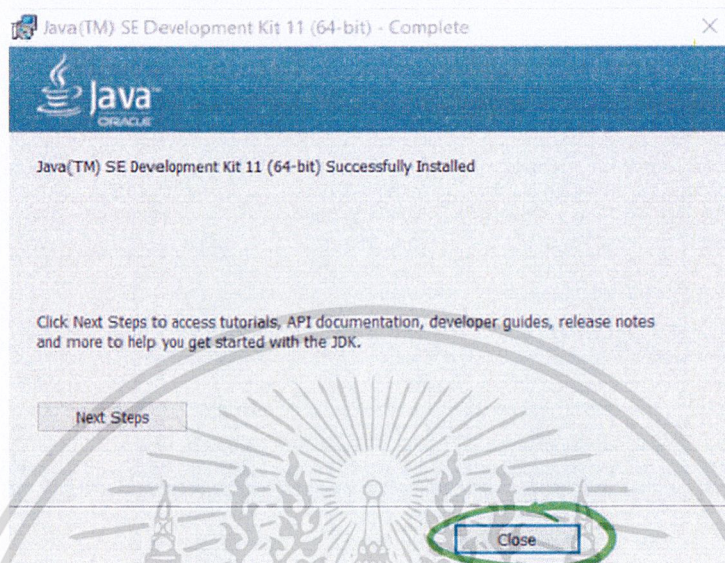 Java(TM) SE Development Kit 11 (64-bit) - Complete
Java
ORACLE
Java(TM) SE Development Kit 11 (64-bit) Successfully Installed
Click Next Steps to access tutorials, API documentation, developer guides, release notes
and more to help you get started with the JDK.
Next Steps
Close